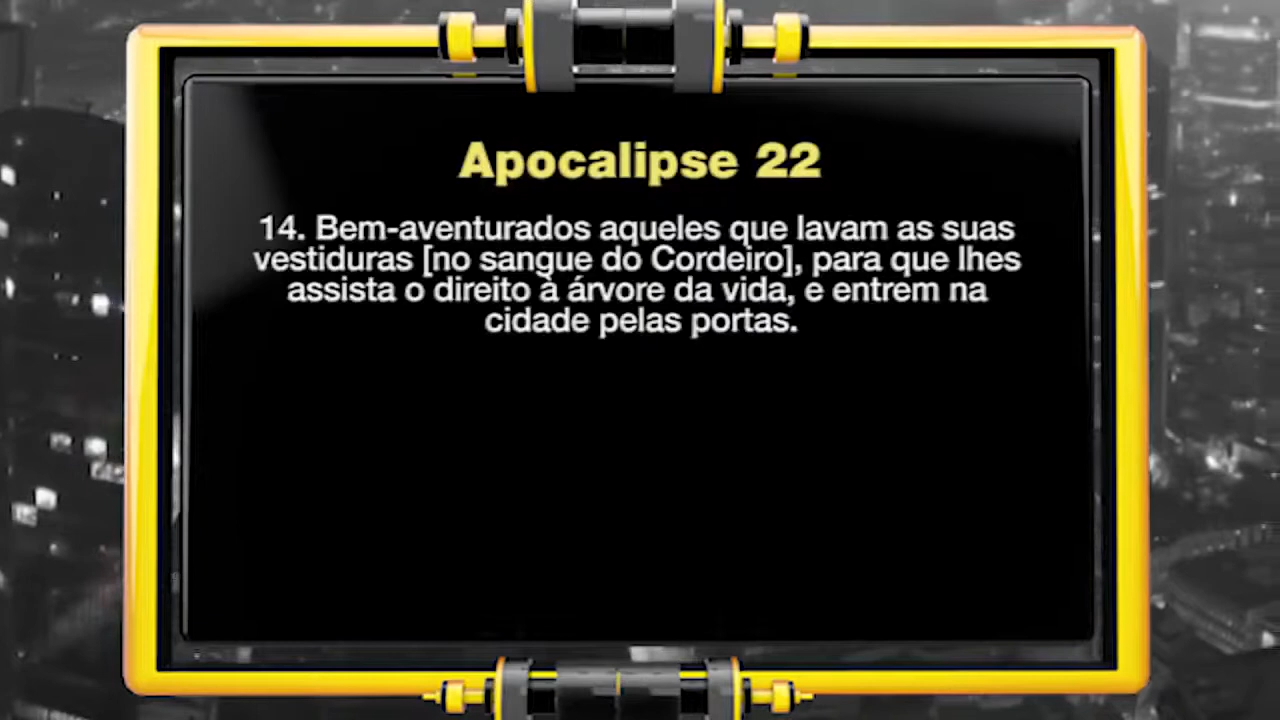 Apocalipse 22
14. Bem-aventurados aqueles que lavam as suas
vestiduras [no sangue do Cordeiro], para que lhes
assista o direito à árvore da vida, e entrem na
cidade pelas portas.